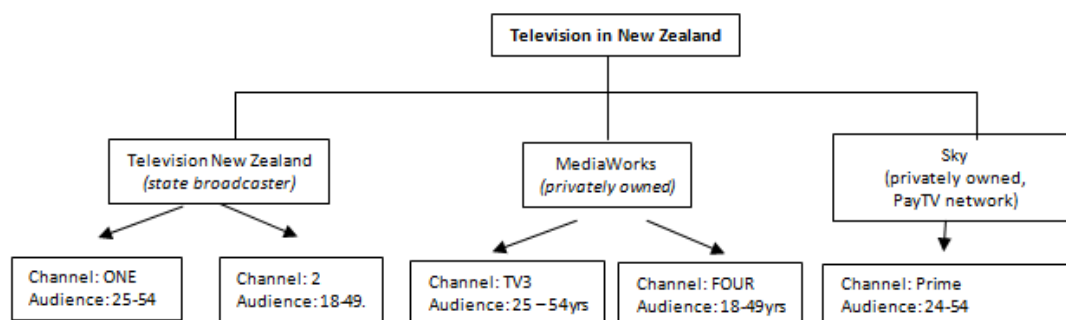 Television in New Zealand
Television New Zealand
(state broadcaster)
MediaWorks
(privately owned)
Sky
(privately owned,
PayTV network)
Channel: ONE
Audience: 25-54
Channel: 2
Audience: 18-49.
Channel: TV3
Audience: 25 – 54yrs
Channel: FOUR
Audience: 18-49yrs
Channel: Prime
Audience: 24-54